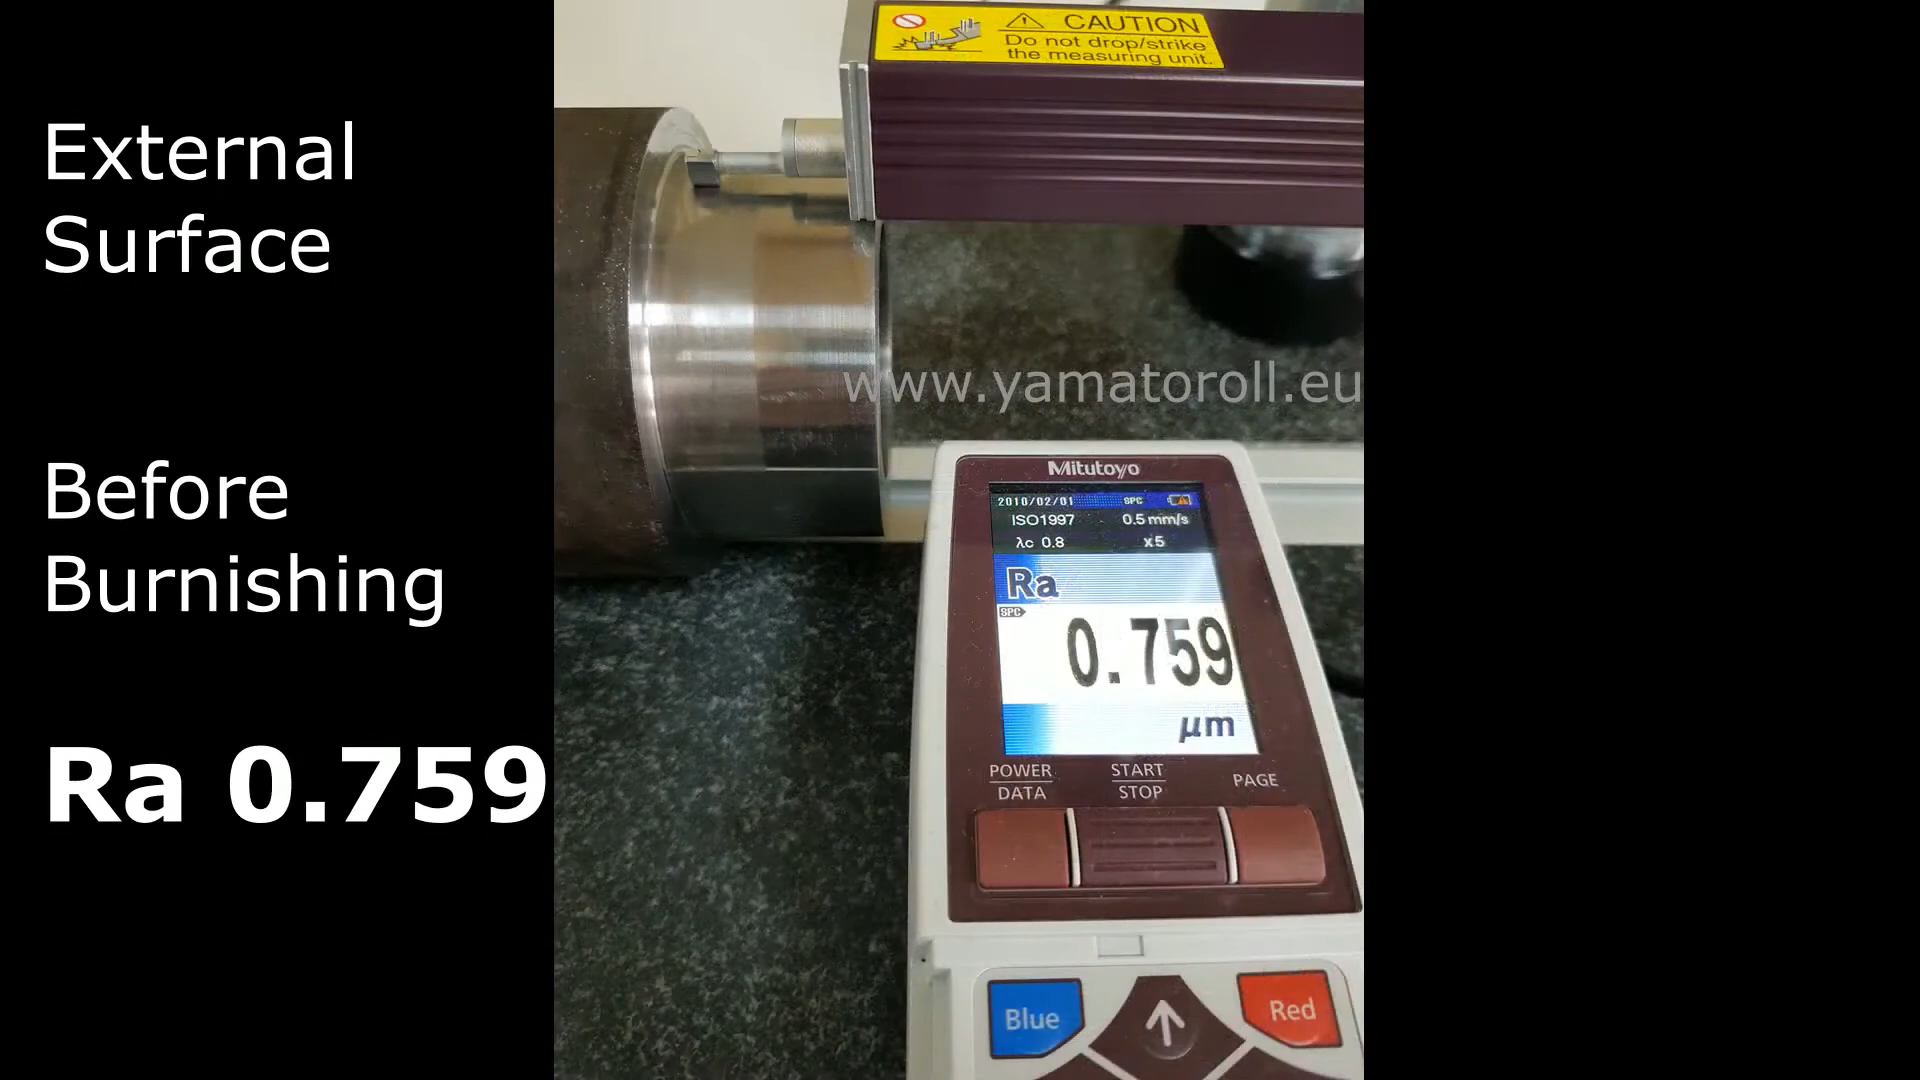 External
Surface
Before
Burnishing
Ra 0.759
CAUTION
Do not drop/strike
the measuring unit.
www.yamatoroll.eu
Mitutoyo
2010/02/01 SPC
ISO1997 0.5 mm/s
λc 0.8 x5
Ra
SPC
0.759
µm
POWER
DATA
START
STOP
PAGE
Blue
Red